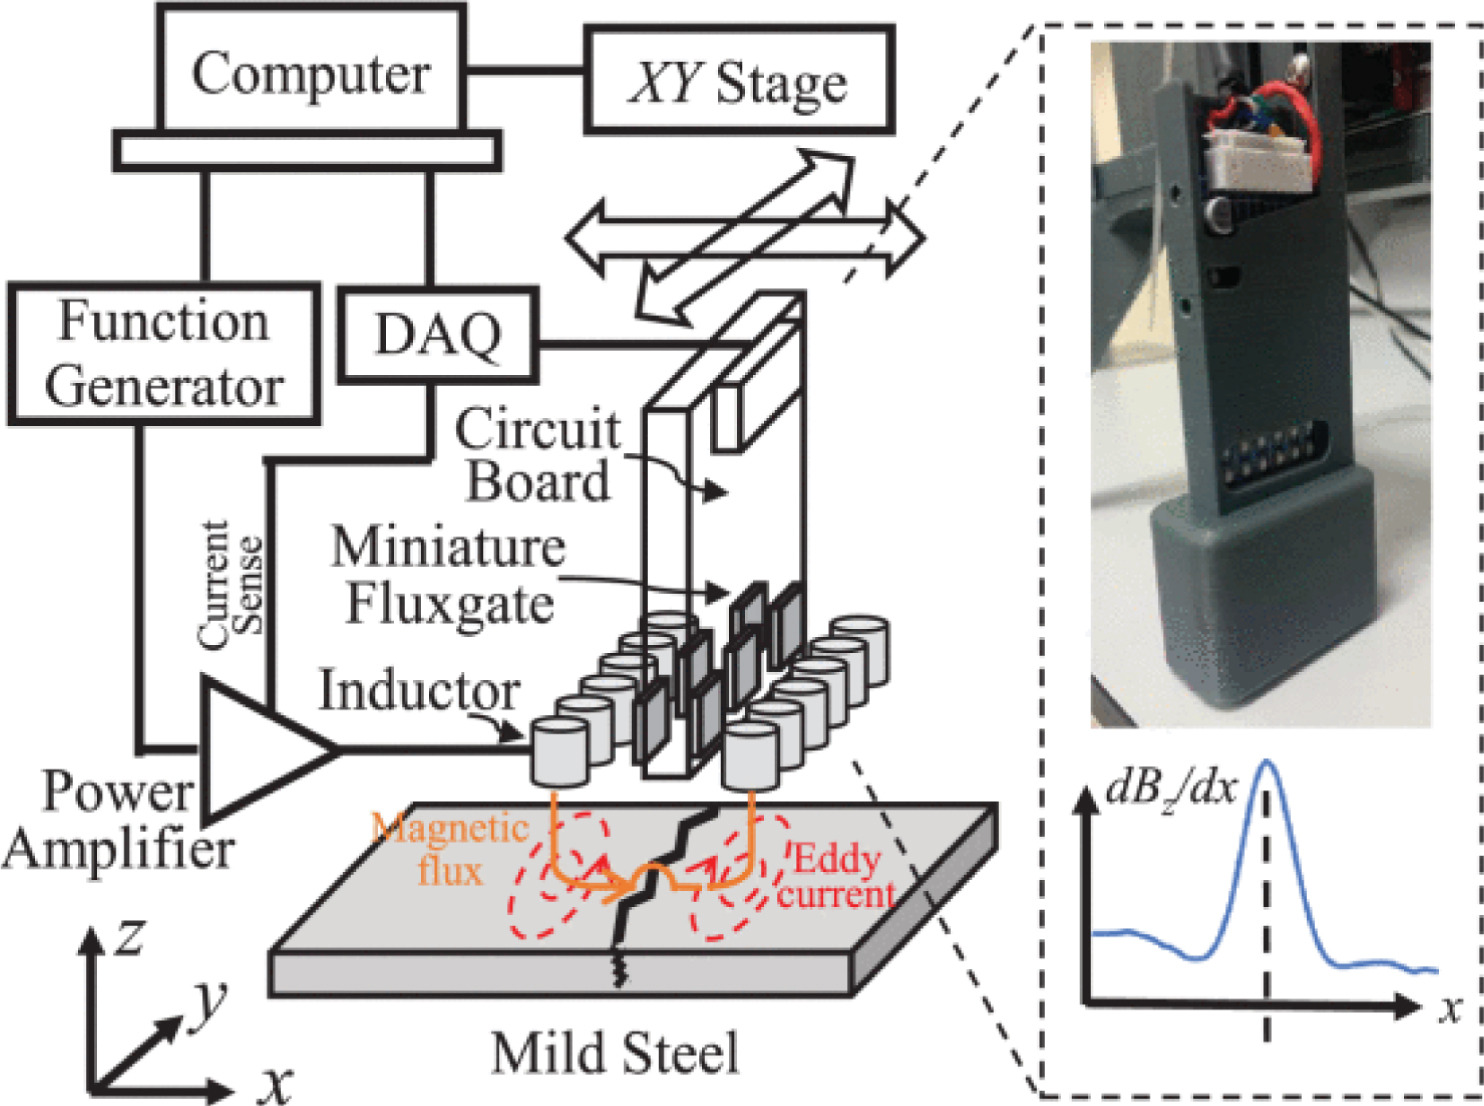 Computer
XY Stage
Function
Generator
DAQ
Circuit
Board
Miniature
Fluxgate
Current
Sense
Inductor
Power
Amplifier
Magnetic
flux
Eddy
current
Mild Steel
z
y
x
dBz/dx
x